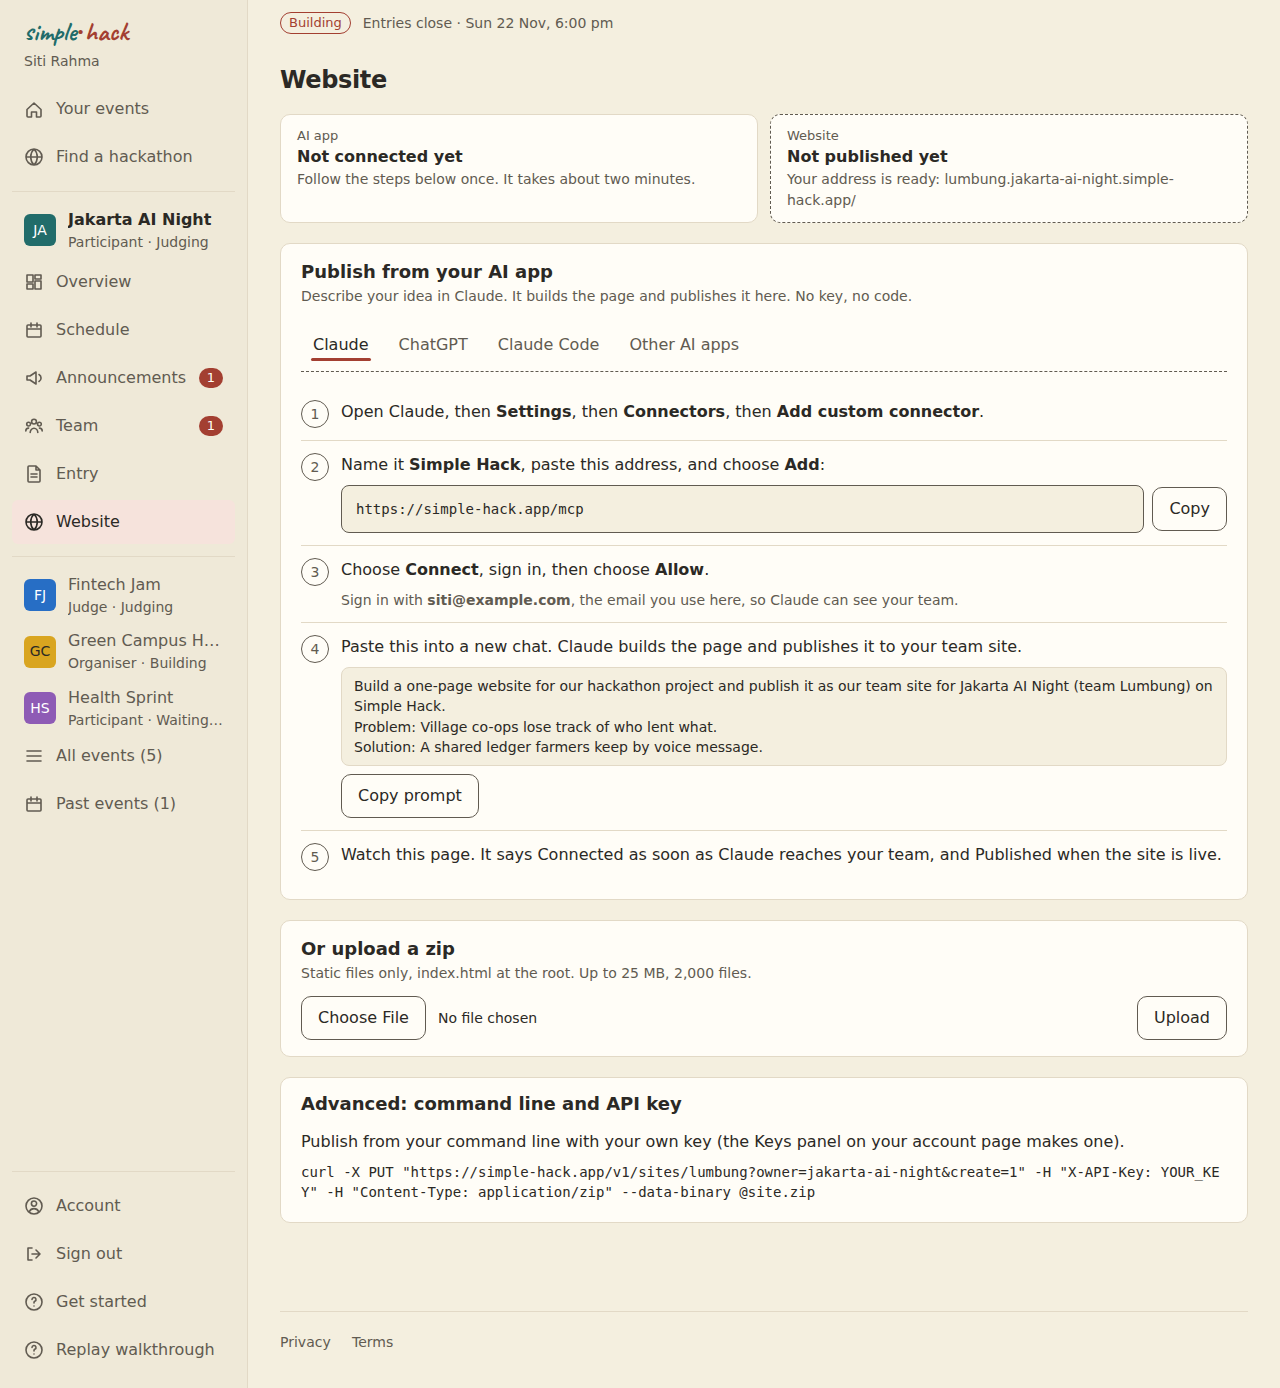 simple·hack
Siti Rahma
Your events
Find a hackathon
JA
Jakarta AI Night
Participant · Judging
Overview
Schedule
Announcements 1
Team 1
Entry
Website
FJ
Fintech Jam
Judge · Judging
GC
Green Campus H…
Organiser · Building
HS
Health Sprint
Participant · Waiting…
All events (5)
Past events (1)
Account
Sign out
Get started
Replay walkthrough
Building Entries close · Sun 22 Nov, 6:00 pm
Website
AI app
Not connected yet
Follow the steps below once. It takes about two minutes.
Website
Not published yet
Your address is ready: lumbung.jakarta-ai-night.simple-
hack.app/
Publish from your AI app
Describe your idea in Claude. It builds the page and publishes it here. No key, no code.
Claude ChatGPT Claude Code Other AI apps
1 Open Claude, then Settings, then Connectors, then Add custom connector.
2 Name it Simple Hack, paste this address, and choose Add:
https://simple-hack.app/mcp Copy
3 Choose Connect, sign in, then choose Allow.
Sign in with siti@example.com, the email you use here, so Claude can see your team.
4 Paste this into a new chat. Claude builds the page and publishes it to your team site.
Build a one-page website for our hackathon project and publish it as our team site for Jakarta AI Night (team Lumbung) on
Simple Hack.
Problem: Village co-ops lose track of who lent what.
Solution: A shared ledger farmers keep by voice message.
Copy prompt
5 Watch this page. It says Connected as soon as Claude reaches your team, and Published when the site is live.
Or upload a zip
Static files only, index.html at the root. Up to 25 MB, 2,000 files.
Choose File No file chosen Upload
Advanced: command line and API key
Publish from your command line with your own key (the Keys panel on your account page makes one).
curl -X PUT "https://simple-hack.app/v1/sites/lumbung?owner=jakarta-ai-night&create=1" -H "X-API-Key: YOUR_KE
Y" -H "Content-Type: application/zip" --data-binary @site.zip
Privacy Terms